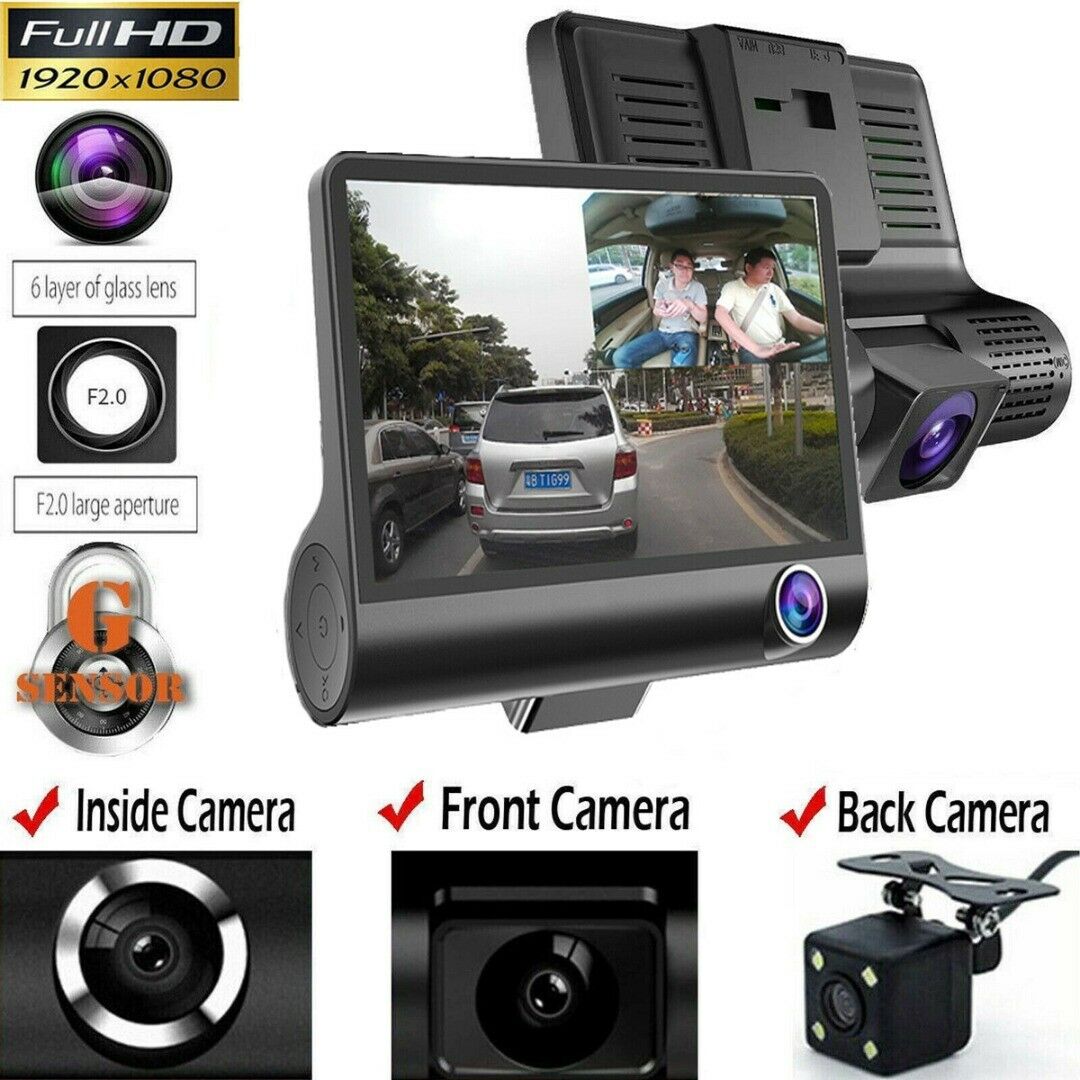 Full HD
1920x1080
6 layer of glass lens
F2.0
F2.0 large aperture
G
SENSOR
Inside Camera
Front Camera
Back Camera